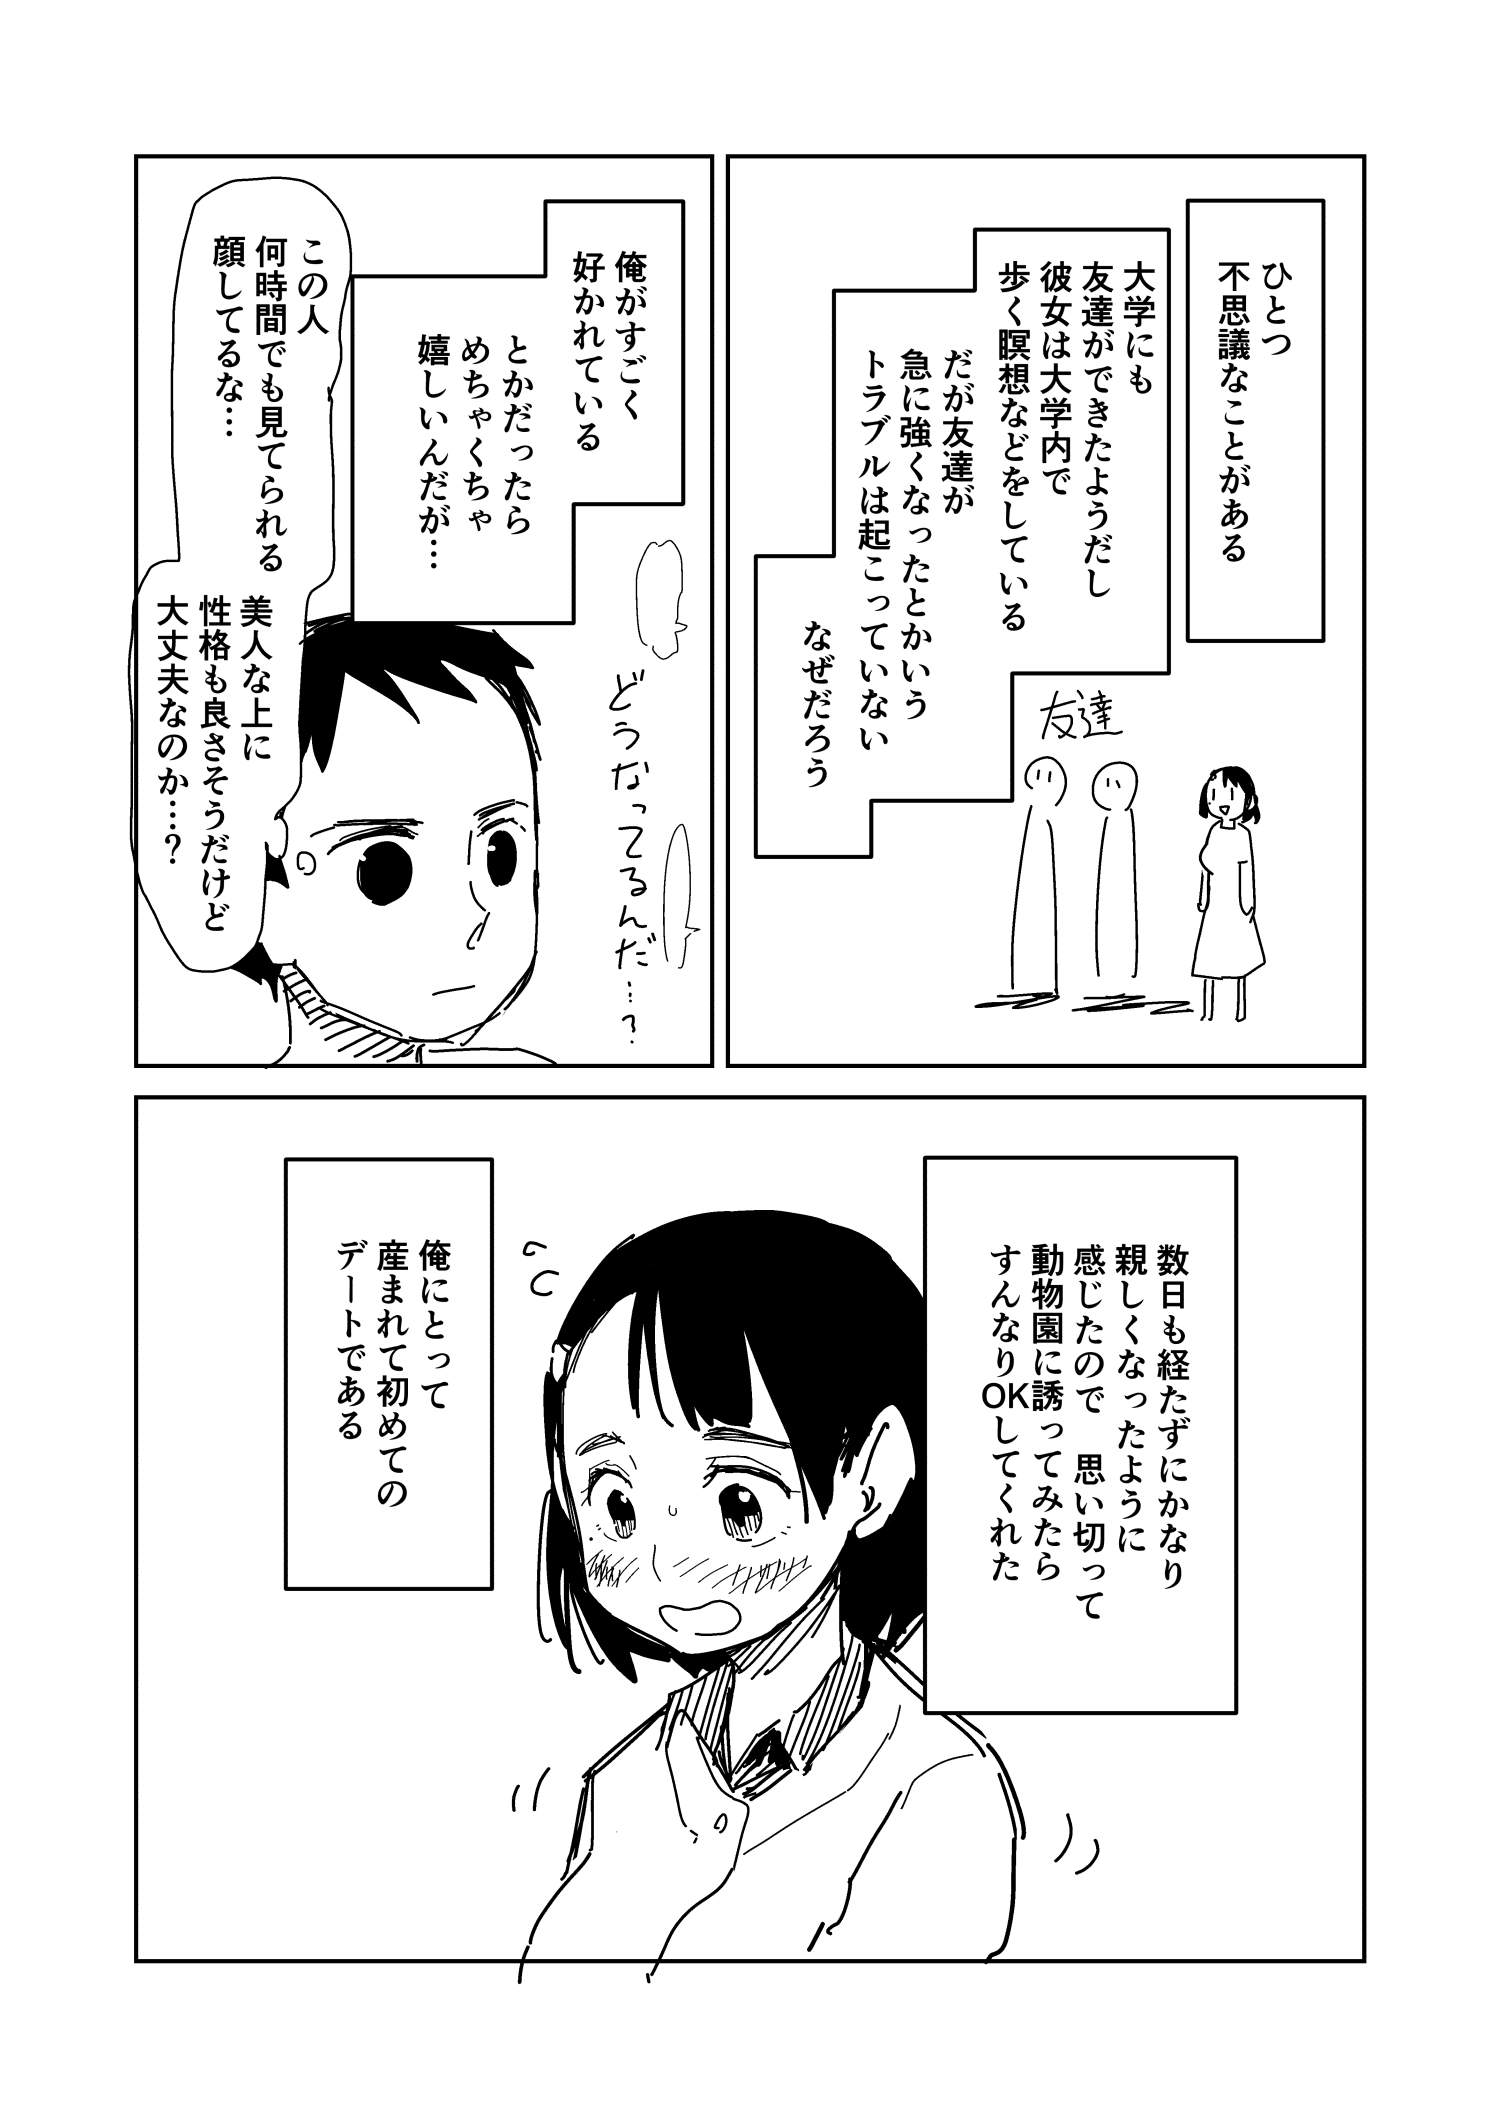 ひとつ
不思議なことがある
大学にも
友達ができたようだし
彼女は大学内で
歩く瞑想などをしている
だが友達が
急に強くなったとかいう
トラブルは起こっていない
なぜだろう
友達
俺がすごく
好かれている
とかだったら
めちゃくちゃ
嬉しいんだが…
どうなってるんだ…?
この人
何時間でも見てられる
顔してるな…
美人な上に
性格も良さそうだけど
大丈夫なのか…?
数日も経たずにかなり
親しくなったように
感じたので 思い切って
動物園に誘ってみたら
すんなりOKしてくれた
俺にとって
産まれて初めての
デートである